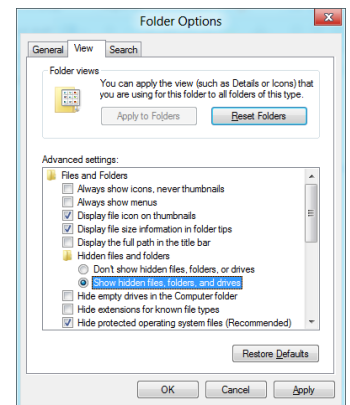 Folder Options
x
General View Search
Folder views
You can apply the view (such as Details or Icons) that
you are using for this folder to all folders of this type.
Apply to Folders Reset Folders
Advanced settings:
Files and Folders
Always show icons, never thumbnails
Always show menus
Display file icon on thumbnails
Display file size information in folder tips
Display the full path in the title bar
Hidden files and folders
Don't show hidden files, folders, or drives
Show hidden files, folders, and drives
Hide empty drives in the Computer folder
Hide extensions for known file types
Hide protected operating system files (Recommended)
Restore Defaults
OK Cancel Apply